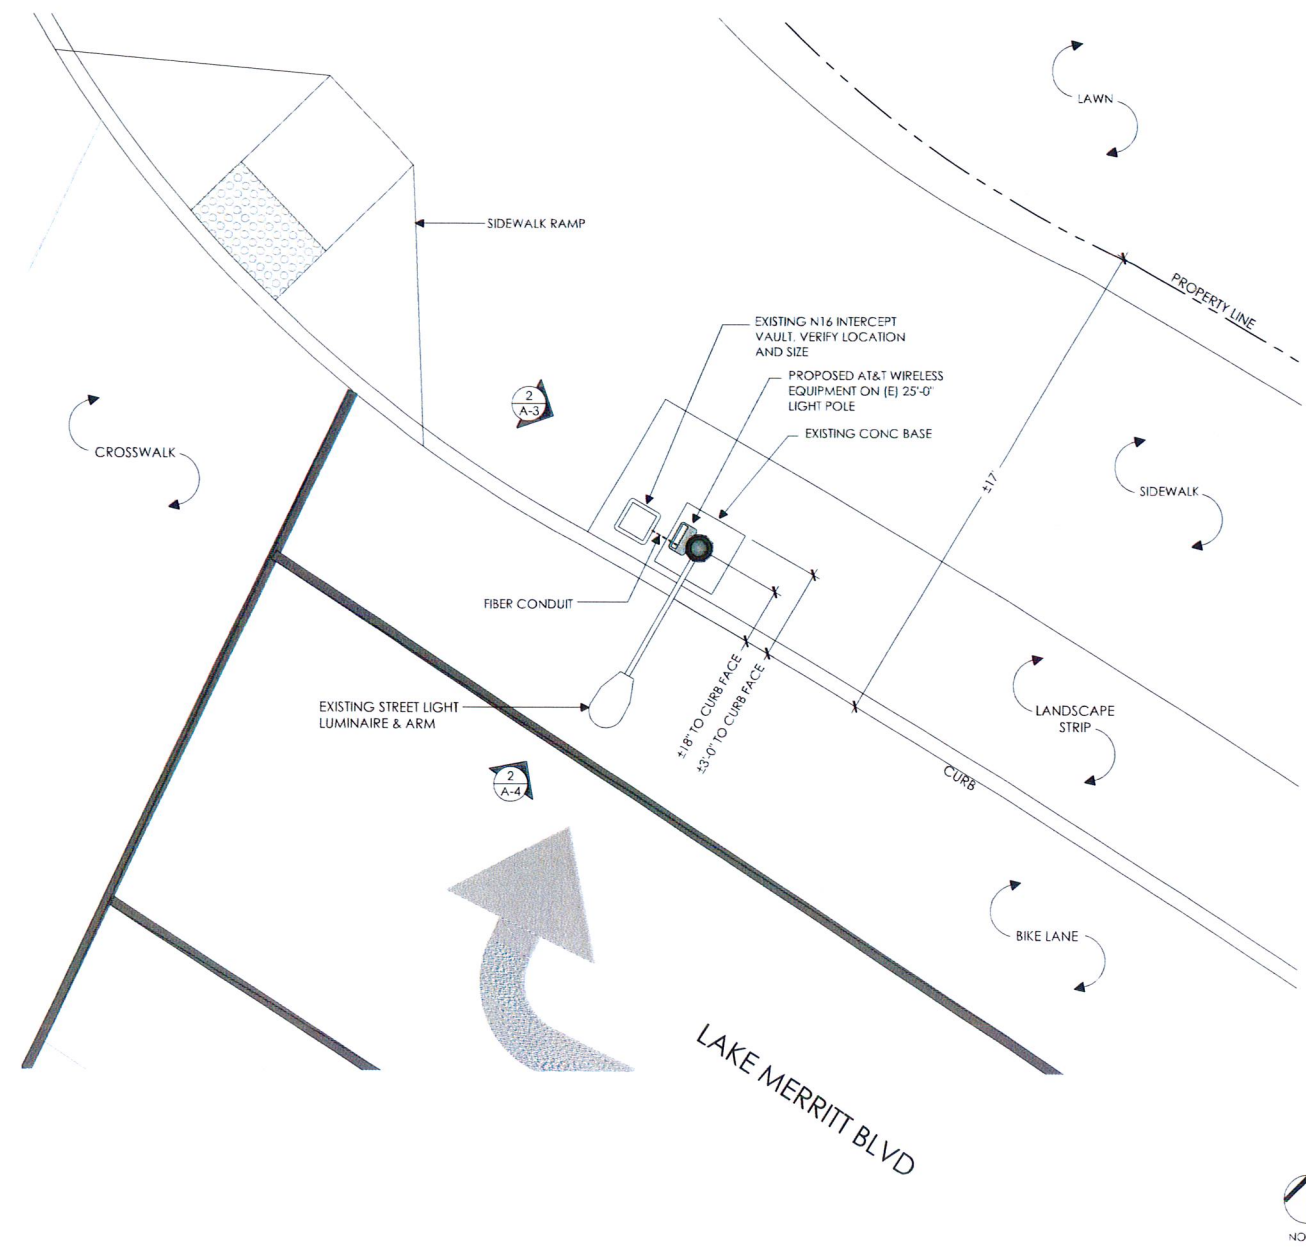 LAWN
SIDEWALK RAMP
PROPERTY LINE
EXISTING N16 INTERCEPT
VAULT. VERIFY LOCATION
AND SIZE
PROPOSED AT&T WIRELESS
EQUIPMENT ON (E) 25'-0"
LIGHT POLE
EXISTING CONC BASE
2
A-3
CROSSWALK
±17'
SIDEWALK
FIBER CONDUIT
±18" TO CURB FACE
±3'-0" TO CURB FACE
EXISTING STREET LIGHT
LUMINAIRE & ARM
LANDSCAPE
STRIP
2
A-4
CURB
BIKE LANE
LAKE MERRITT BLVD
NO